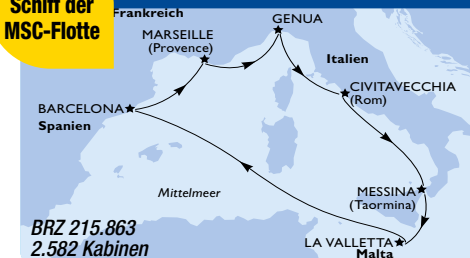 Schiff der
MSC-Flotte
Frankreich
GENUA
MARSEILLE
(Provence)
Italien
CIVITAVECCHIA
(Rom)
BARCELONA
Spanien
Mittelmeer
MESSINA
(Taormina)
BRZ 215.863
2.582 Kabinen
LA VALLETTA
Malta